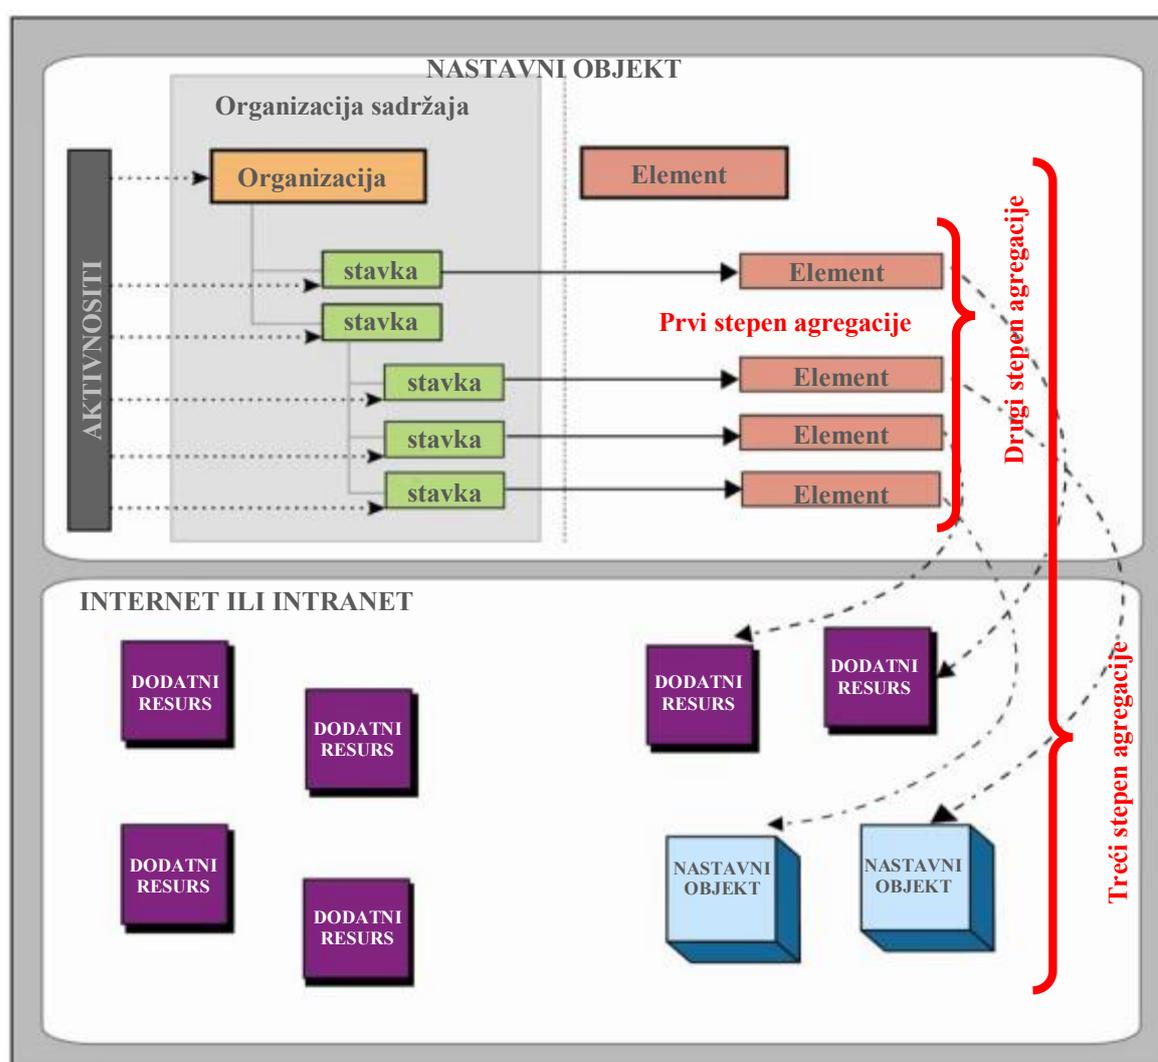 NASTAVNI OBJEKT
Organizacija sadržaja
Organizacija
Element
AKTIVNOSITI
stavka
Element
stavka
Prvi stepen agregacije
stavka
Element
stavka
Element
stavka
Element
Drugi stepen agregacije
INTERNET ILI INTRANET
DODATNI
RESURS
DODATNI
RESURS
DODATNI
RESURS
DODATNI
RESURS
DODATNI
RESURS
DODATNI
RESURS
NASTAVNI
OBJEKT
NASTAVNI
OBJEKT
Treći stepen agregacije